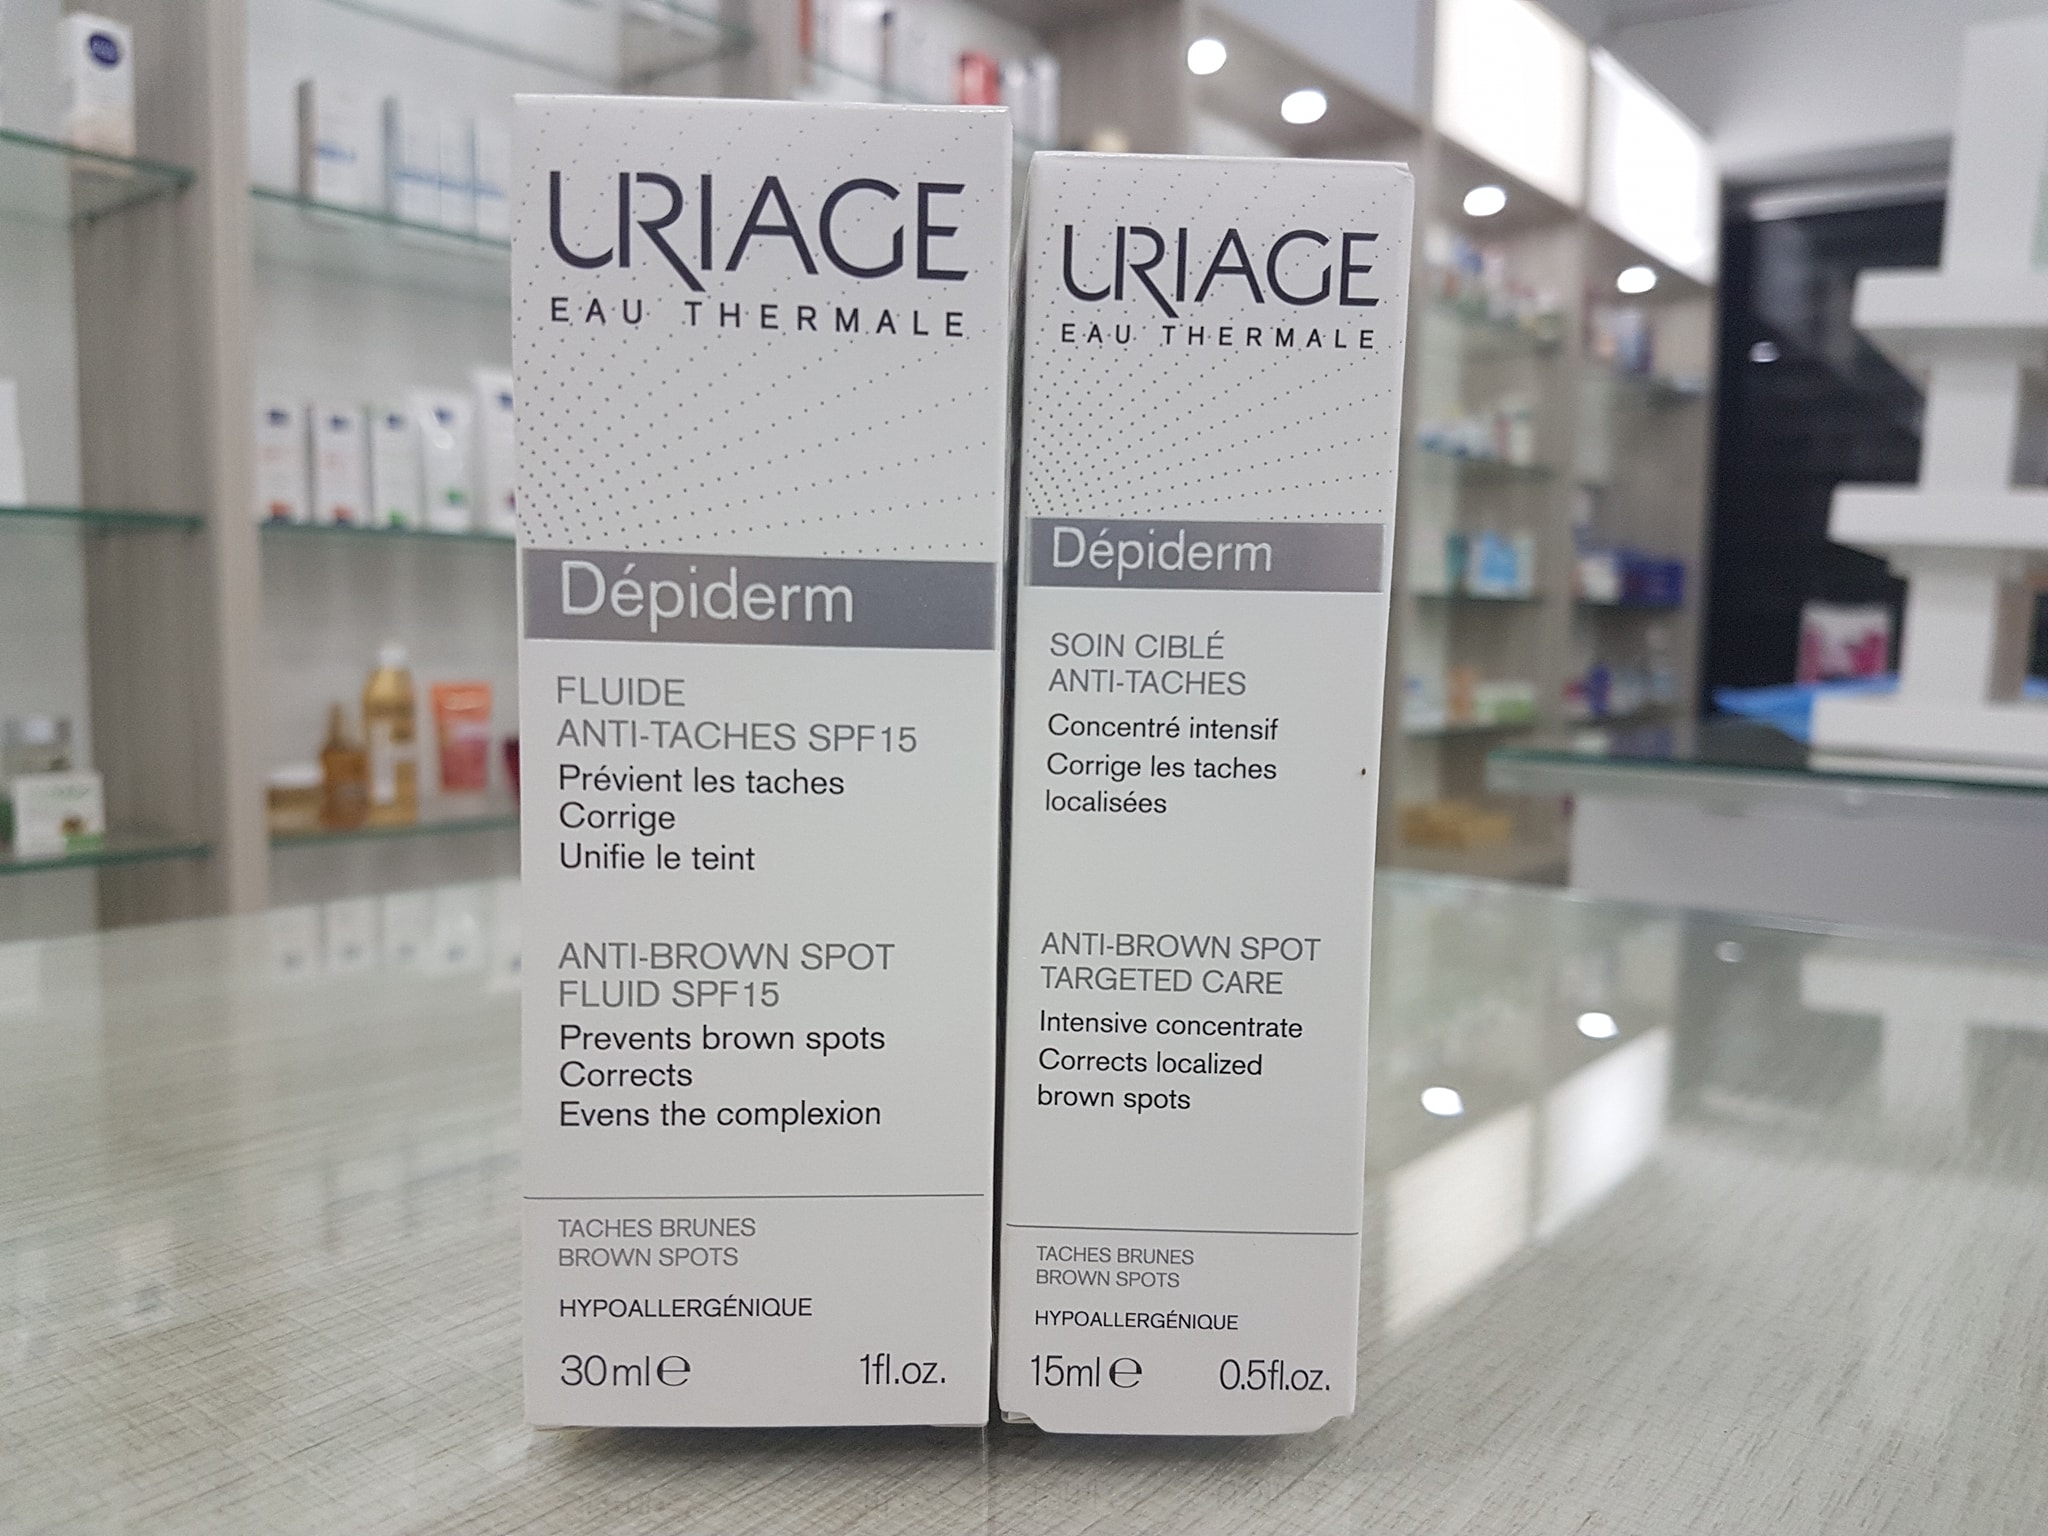 URIAGE
EAU THERMALE
Dépiderm
FLUIDE
ANTI-TACHES SPF15
Prévient les taches
Corrige
Unifie le teint
ANTI-BROWN SPOT
FLUID SPF15
Prevents brown spots
Corrects
Evens the complexion
TACHES BRUNES
BROWN SPOTS
HYPOALLERGÉNIQUE
30ml℮ 1fl.oz.
URIAGE
EAU THERMALE
Dépiderm
SOIN CIBLÉ
ANTI-TACHES
Concentré intensif
Corrige les taches
localisées
ANTI-BROWN SPOT
TARGETED CARE
Intensive concentrate
Corrects localized
brown spots
TACHES BRUNES
BROWN SPOTS
HYPOALLERGÉNIQUE
15ml℮ 0.5fl.oz.